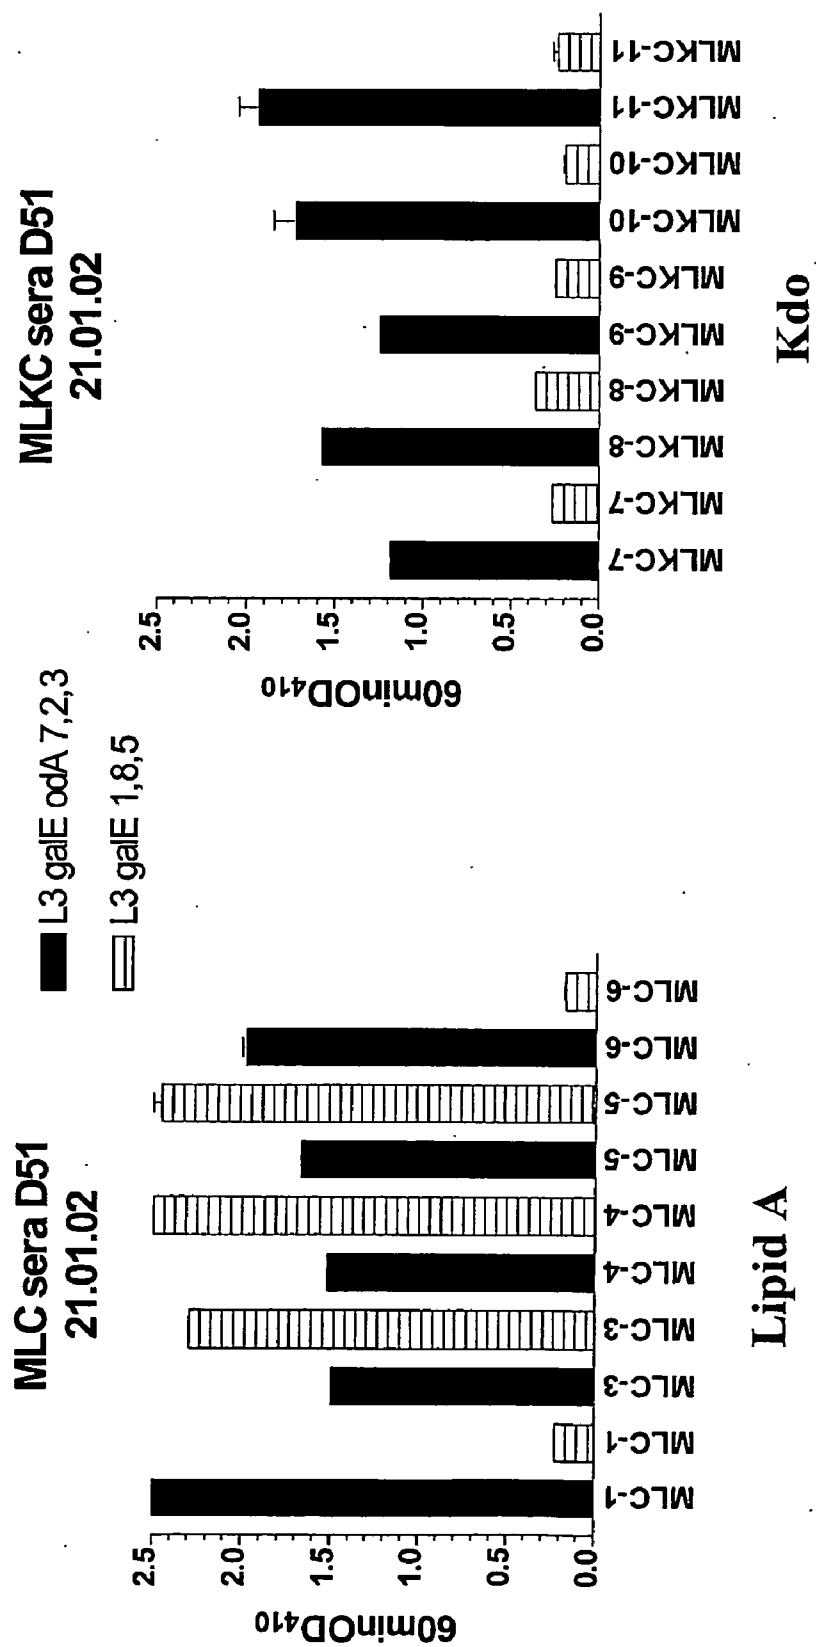 MLC sera D51
21.01.02
60minOD410
2.5
2.0
1.5
1.0
0.5
0.0
MLC-1
MLC-1
MLC-3
MLC-3
MLC-4
MLC-4
MLC-5
MLC-5
MLC-6
MLC-6
Lipid A
L3 galE odA 7,2,3
L3 galE 1,8,5
MLKC sera D51
21.01.02
60minOD410
2.5
2.0
1.5
1.0
0.5
0.0
MLKC-7
MLKC-7
MLKC-8
MLKC-8
MLKC-9
MLKC-9
MLKC-10
MLKC-10
MLKC-11
MLKC-11
Kdo